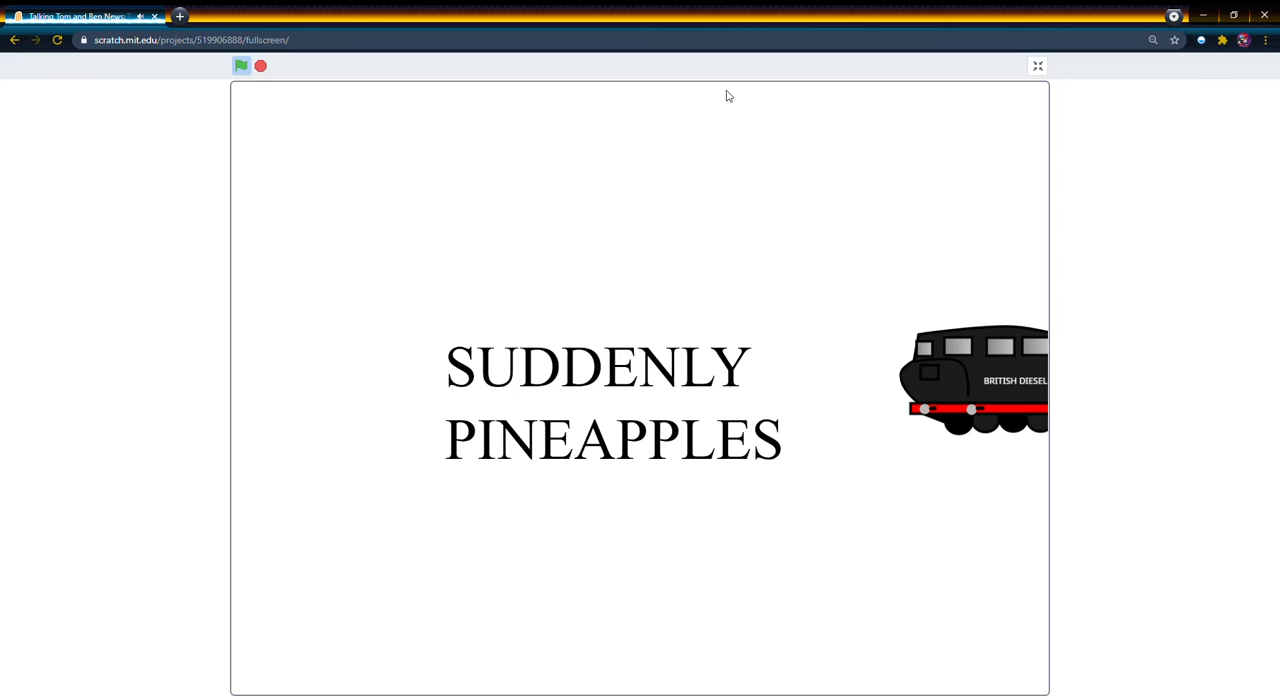 Talking Tom and Ben News:
scratch.mit.edu/projects/519906888/fullscreen/
SUDDENLY
PINEAPPLES
BRITISH DIESEL